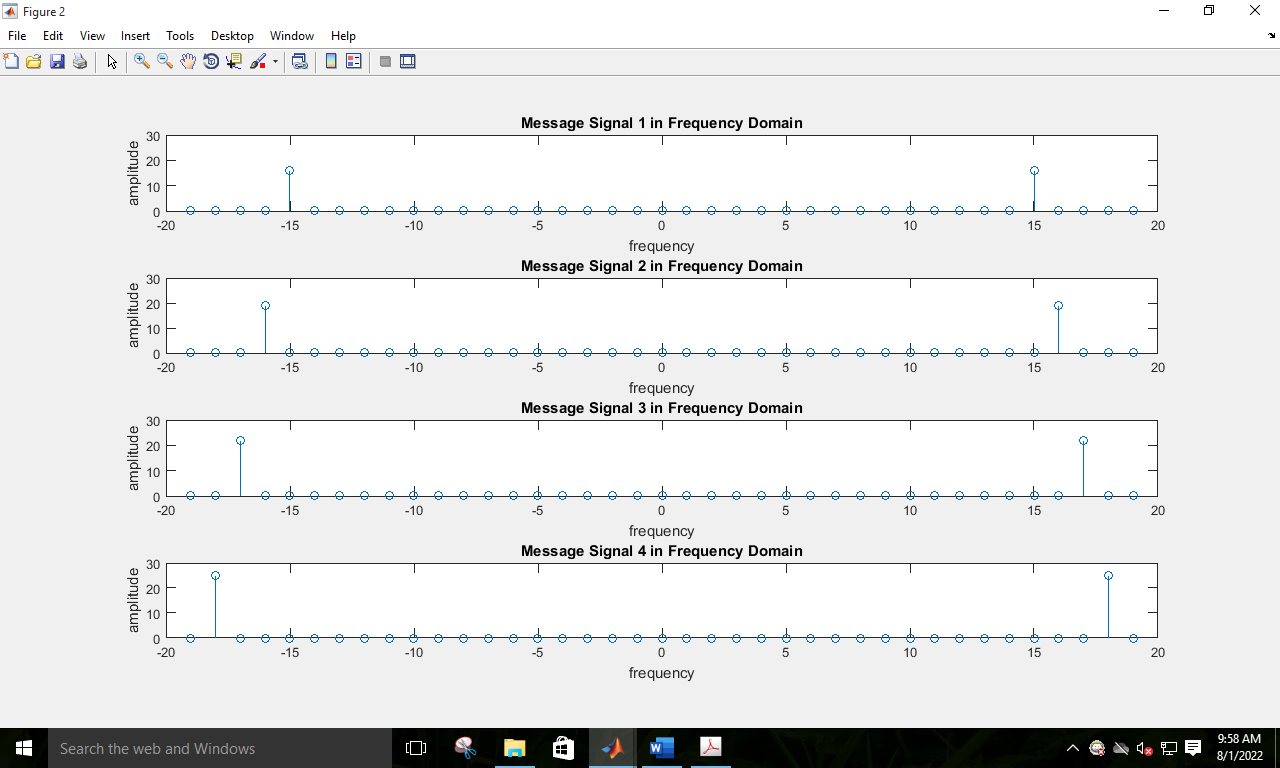 Figure 2
File Edit View Insert Tools Desktop Window Help
Message Signal 1 in Frequency Domain
amplitude
30
20
10
0
-20 -15 -10 -5 0 5 10 15 20
frequency
Message Signal 2 in Frequency Domain
amplitude
30
20
10
0
-20 -15 -10 -5 0 5 10 15 20
frequency
Message Signal 3 in Frequency Domain
amplitude
30
20
10
0
-20 -15 -10 -5 0 5 10 15 20
frequency
Message Signal 4 in Frequency Domain
amplitude
30
20
10
0
-20 -15 -10 -5 0 5 10 15 20
frequency
Search the web and Windows
9:58 AM
8/1/2022